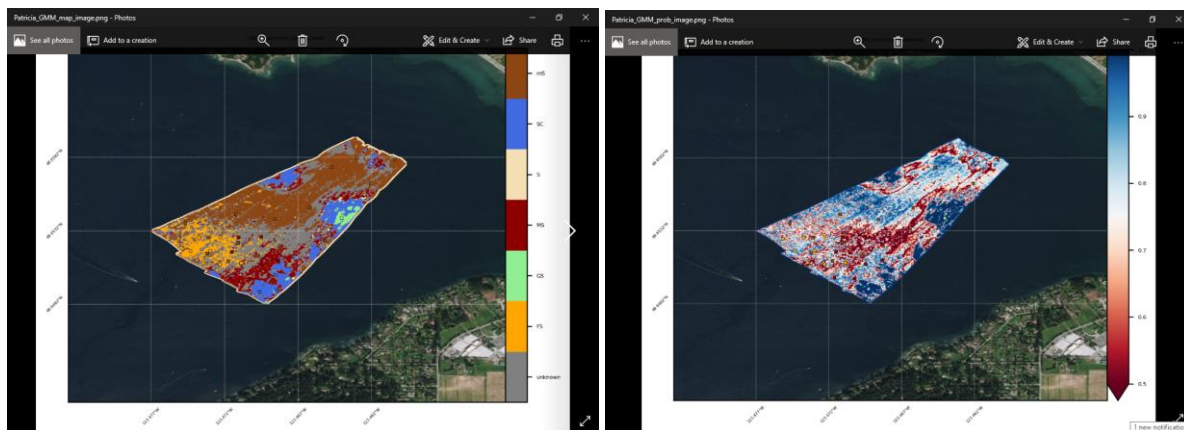 Patricia_GMM_map_image.png - Photos
See all photos
Add to a creation
Edit & Create
Share
mS
SC
S
MS
GS
FS
unknown
Patricia_GMM_prob_image.png - Photos
See all photos
Add to a creation
Edit & Create
Share
0.9
0.8
0.7
0.6
0.5
1 new notification